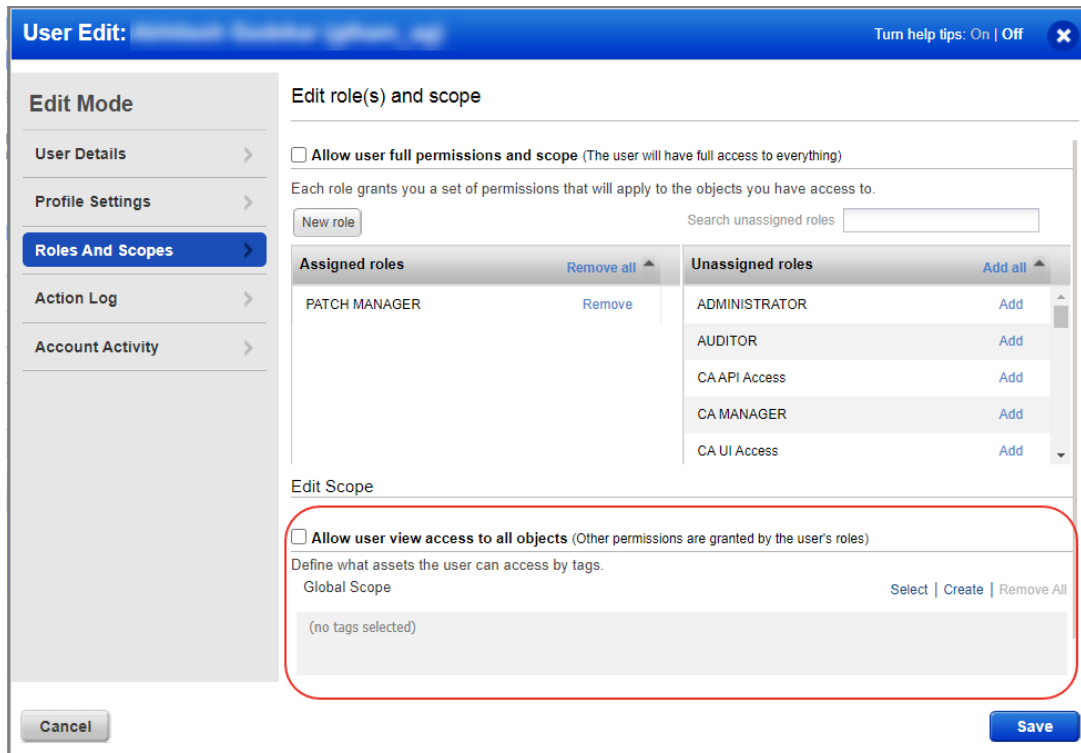 User Edit:
Turn help tips: On | Off
Edit Mode
User Details
Profile Settings
Roles And Scopes
Action Log
Account Activity
Edit role(s) and scope
Allow user full permissions and scope (The user will have full access to everything)
Each role grants you a set of permissions that will apply to the objects you have access to.
New role
Search unassigned roles
Assigned roles Remove all
PATCH MANAGER Remove
Unassigned roles Add all
ADMINISTRATOR Add
AUDITOR Add
CA API Access Add
CA MANAGER Add
CA UI Access Add
Edit Scope
Allow user view access to all objects (Other permissions are granted by the user's roles)
Define what assets the user can access by tags.
Global Scope
Select | Create | Remove All
(no tags selected)
Cancel
Save